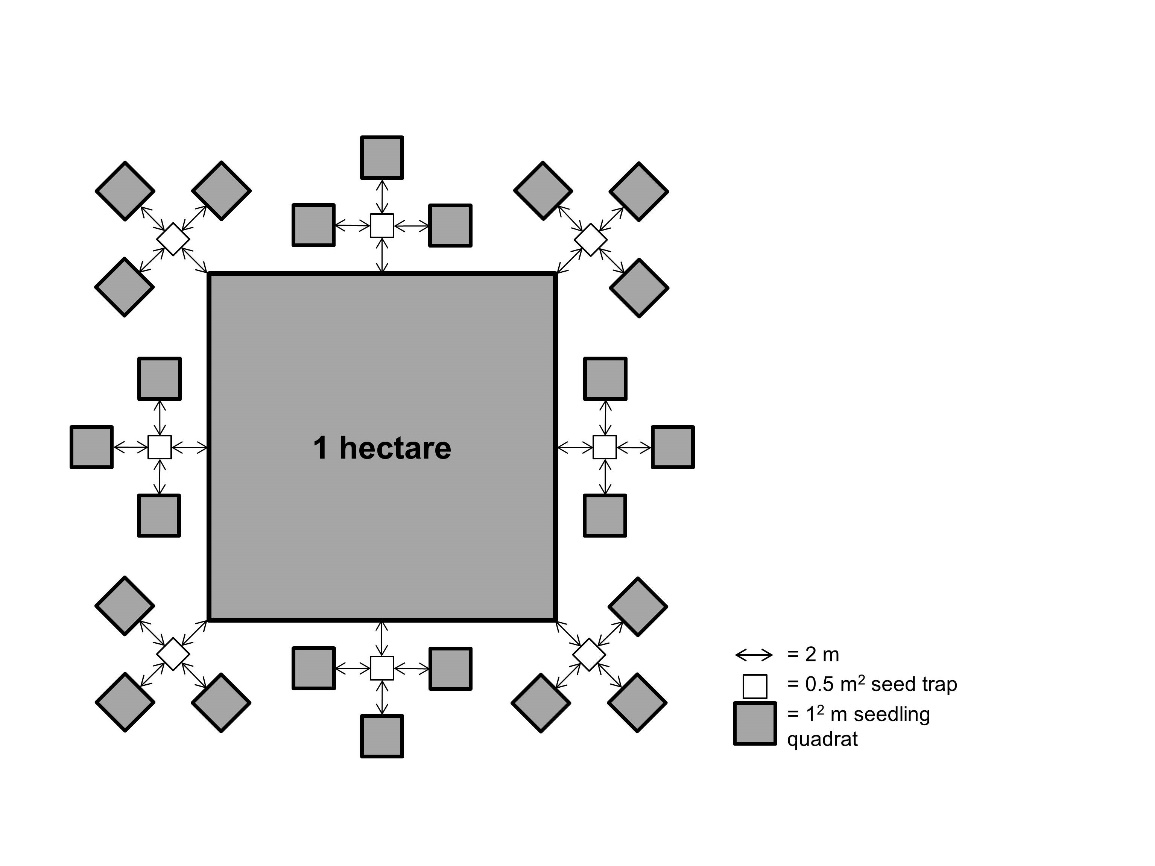 1 hectare
= 2 m
= 0.5 m² seed trap
= 1² m seedling
quadrat